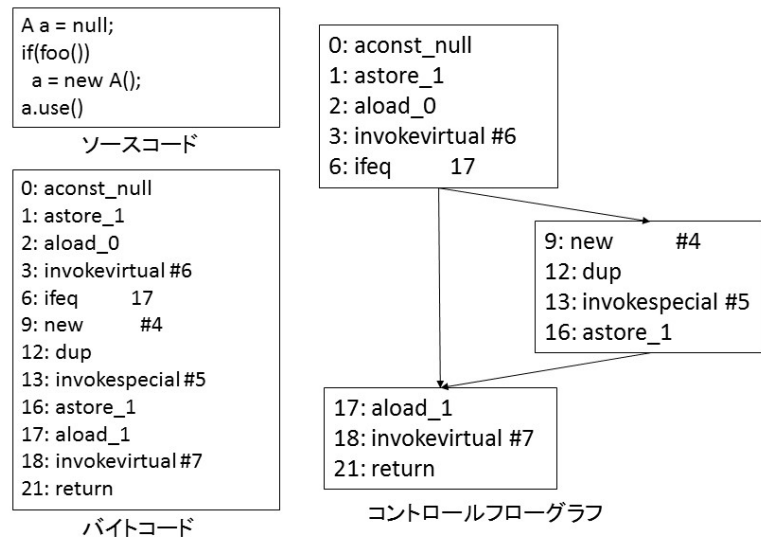 A a = null;
if(foo())
a = new A();
a.use()
ソースコード
0: aconst_null
1: astore_1
2: aload_0
3: invokevirtual #6
6: ifeq 17
9: new #4
12: dup
13: invokespecial #5
16: astore_1
17: aload_1
18: invokevirtual #7
21: return
バイトコード
0: aconst_null
1: astore_1
2: aload_0
3: invokevirtual #6
6: ifeq 17
9: new #4
12: dup
13: invokespecial #5
16: astore_1
17: aload_1
18: invokevirtual #7
21: return
コントロールフローグラフ